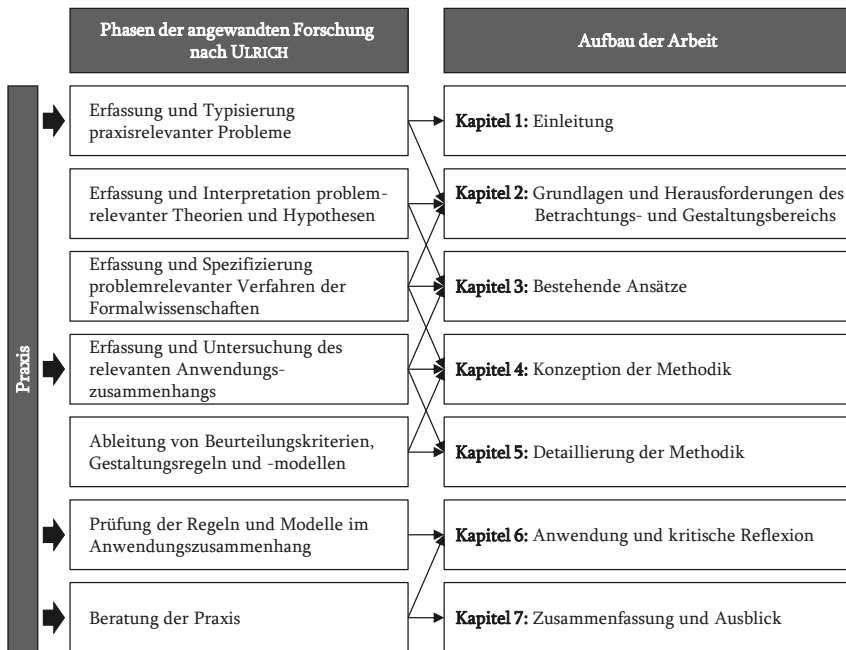 Phasen der angewandten Forschung
nach ULRICH
Aufbau der Arbeit
Praxis
Erfassung und Typisierung
praxisrelevanter Probleme
Kapitel 1: Einleitung
Erfassung und Interpretation problem-
relevanter Theorien und Hypothesen
Kapitel 2: Grundlagen und Herausforderungen des
Betrachtungs- und Gestaltungsbereichs
Erfassung und Spezifizierung
problemrelevanter Verfahren der
Formalwissenschaften
Kapitel 3: Bestehende Ansätze
Erfassung und Untersuchung des
relevanten Anwendungs-
zusammenhangs
Kapitel 4: Konzeption der Methodik
Ableitung von Beurteilungskriterien,
Gestaltungsregeln und -modellen
Kapitel 5: Detaillierung der Methodik
Prüfung der Regeln und Modelle im
Anwendungszusammenhang
Kapitel 6: Anwendung und kritische Reflexion
Beratung der Praxis
Kapitel 7: Zusammenfassung und Ausblick